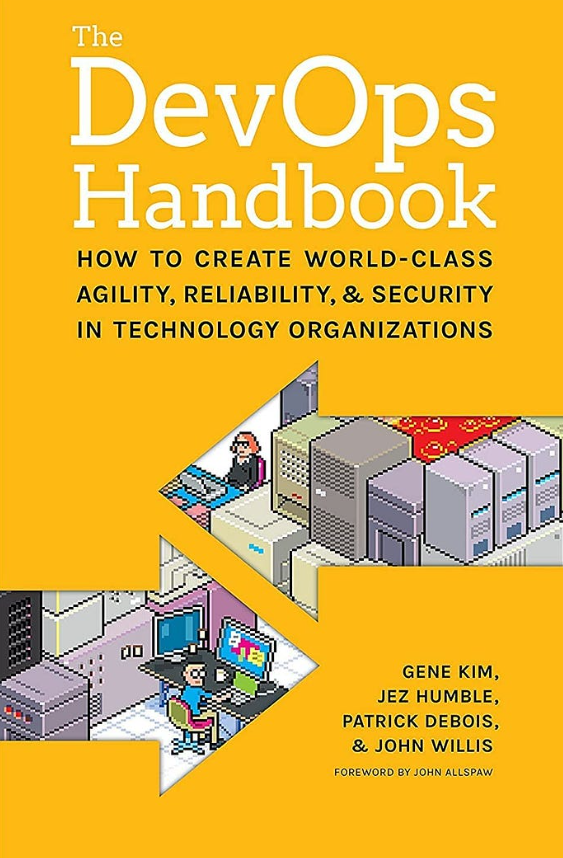 The
DevOps
Handbook
HOW TO CREATE WORLD-CLASS
AGILITY, RELIABILITY, & SECURITY
IN TECHNOLOGY ORGANIZATIONS
GENE KIM,
JEZ HUMBLE,
PATRICK DEBOIS,
& JOHN WILLIS
FOREWORD BY JOHN ALLSPAW